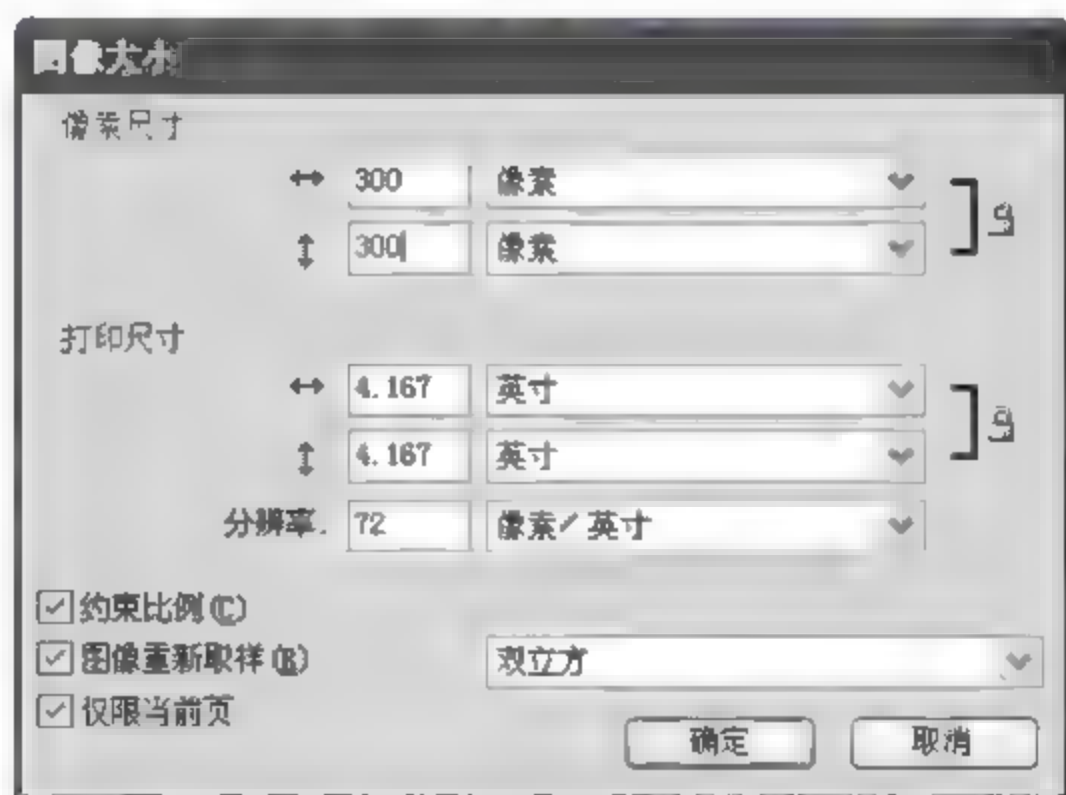 图像大小
像素尺寸
300 像素
300 像素
打印尺寸
4.167 英寸
4.167 英寸
分辨率: 72 像素/英寸
约束比例(C)
图像重新取样(R) 双立方
仅限当前页
确定 取消